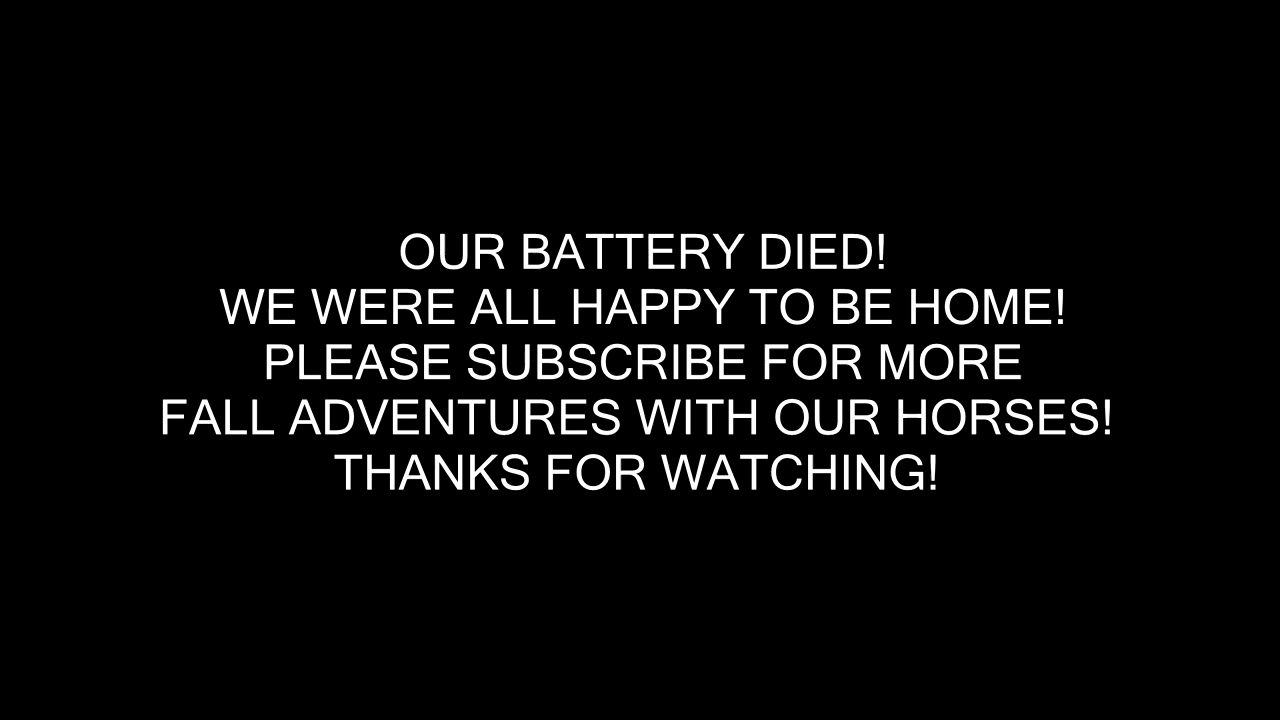 OUR BATTERY DIED!
WE WERE ALL HAPPY TO BE HOME!
PLEASE SUBSCRIBE FOR MORE
FALL ADVENTURES WITH OUR HORSES!
THANKS FOR WATCHING!